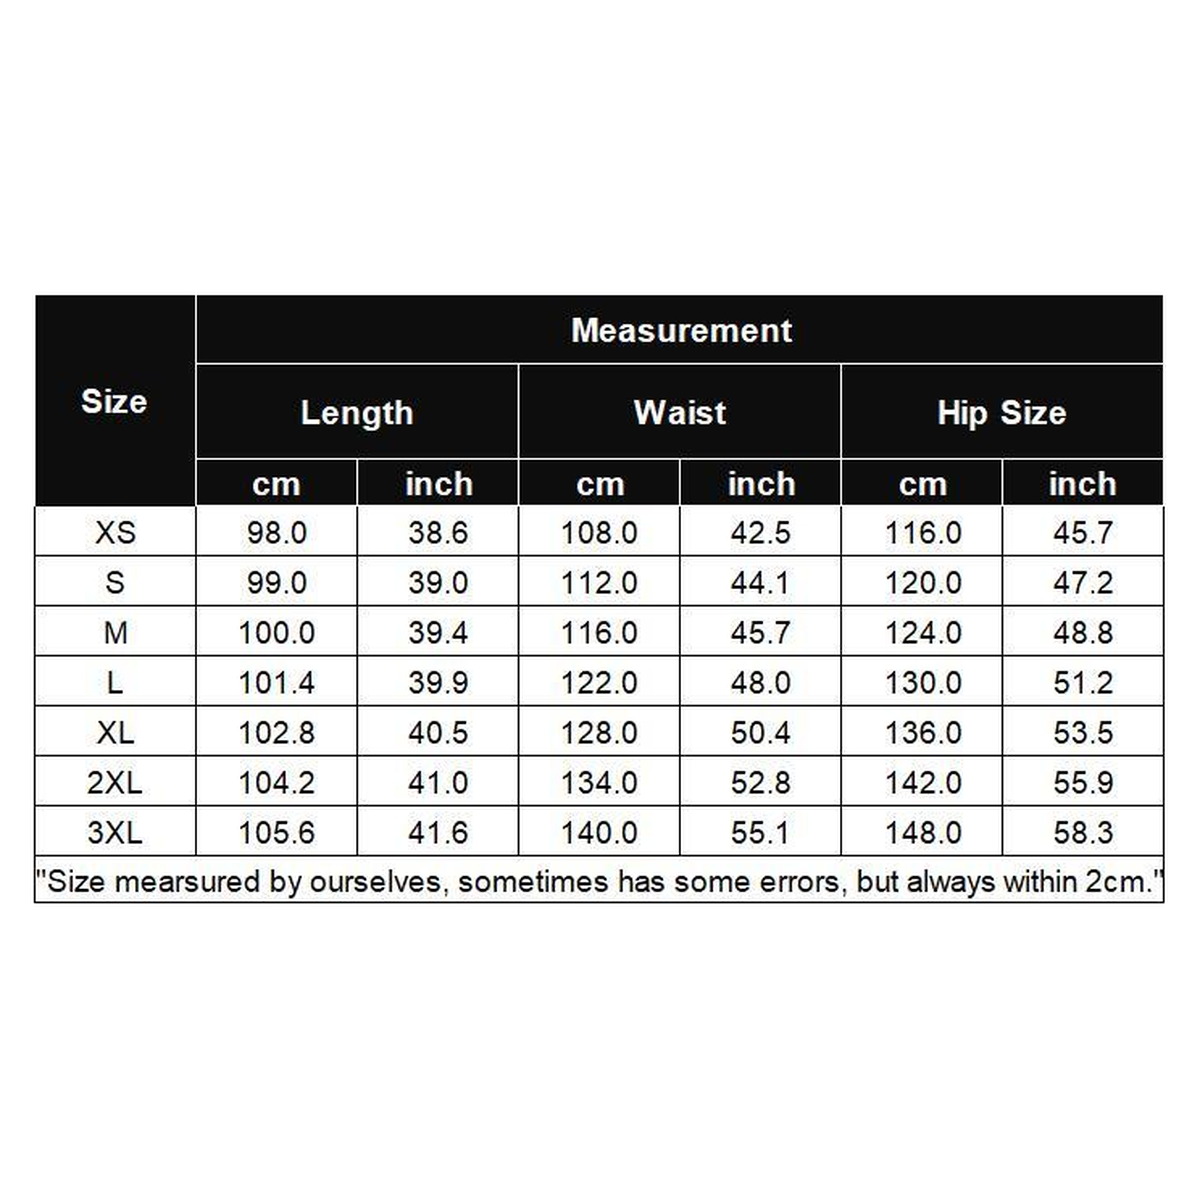 Measurement
Size
Length Waist Hip Size
cm inch cm inch cm inch
XS 98.0 38.6 108.0 42.5 116.0 45.7
S 99.0 39.0 112.0 44.1 120.0 47.2
M 100.0 39.4 116.0 45.7 124.0 48.8
L 101.4 39.9 122.0 48.0 130.0 51.2
XL 102.8 40.5 128.0 50.4 136.0 53.5
2XL 104.2 41.0 134.0 52.8 142.0 55.9
3XL 105.6 41.6 140.0 55.1 148.0 58.3
"Size mearsured by ourselves, sometimes has some errors, but always within 2cm."